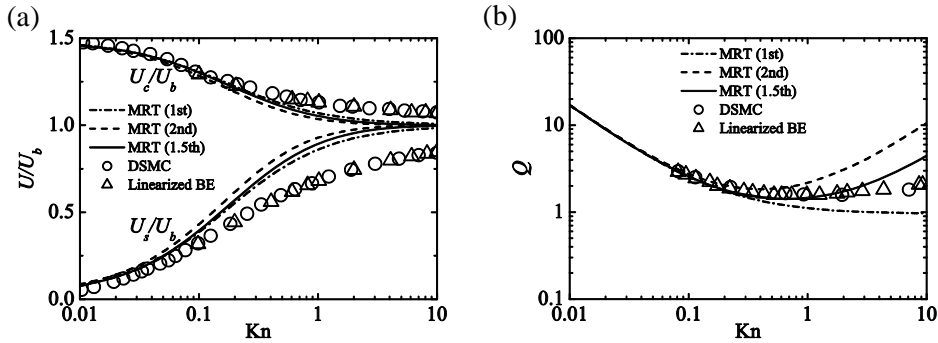 (a)
1.5
1.0
0.5
0.0
U/U_b
U_c/U_b
MRT (1st)
MRT (2nd)
MRT (1.5th)
DSMC
Linearized BE
U_s/U_b
0.01
0.1
1
10
Kn
(b)
100
10
1
0.1
Q
MRT (1st)
MRT (2nd)
MRT (1.5th)
DSMC
Linearized BE
0.01
0.1
1
10
Kn